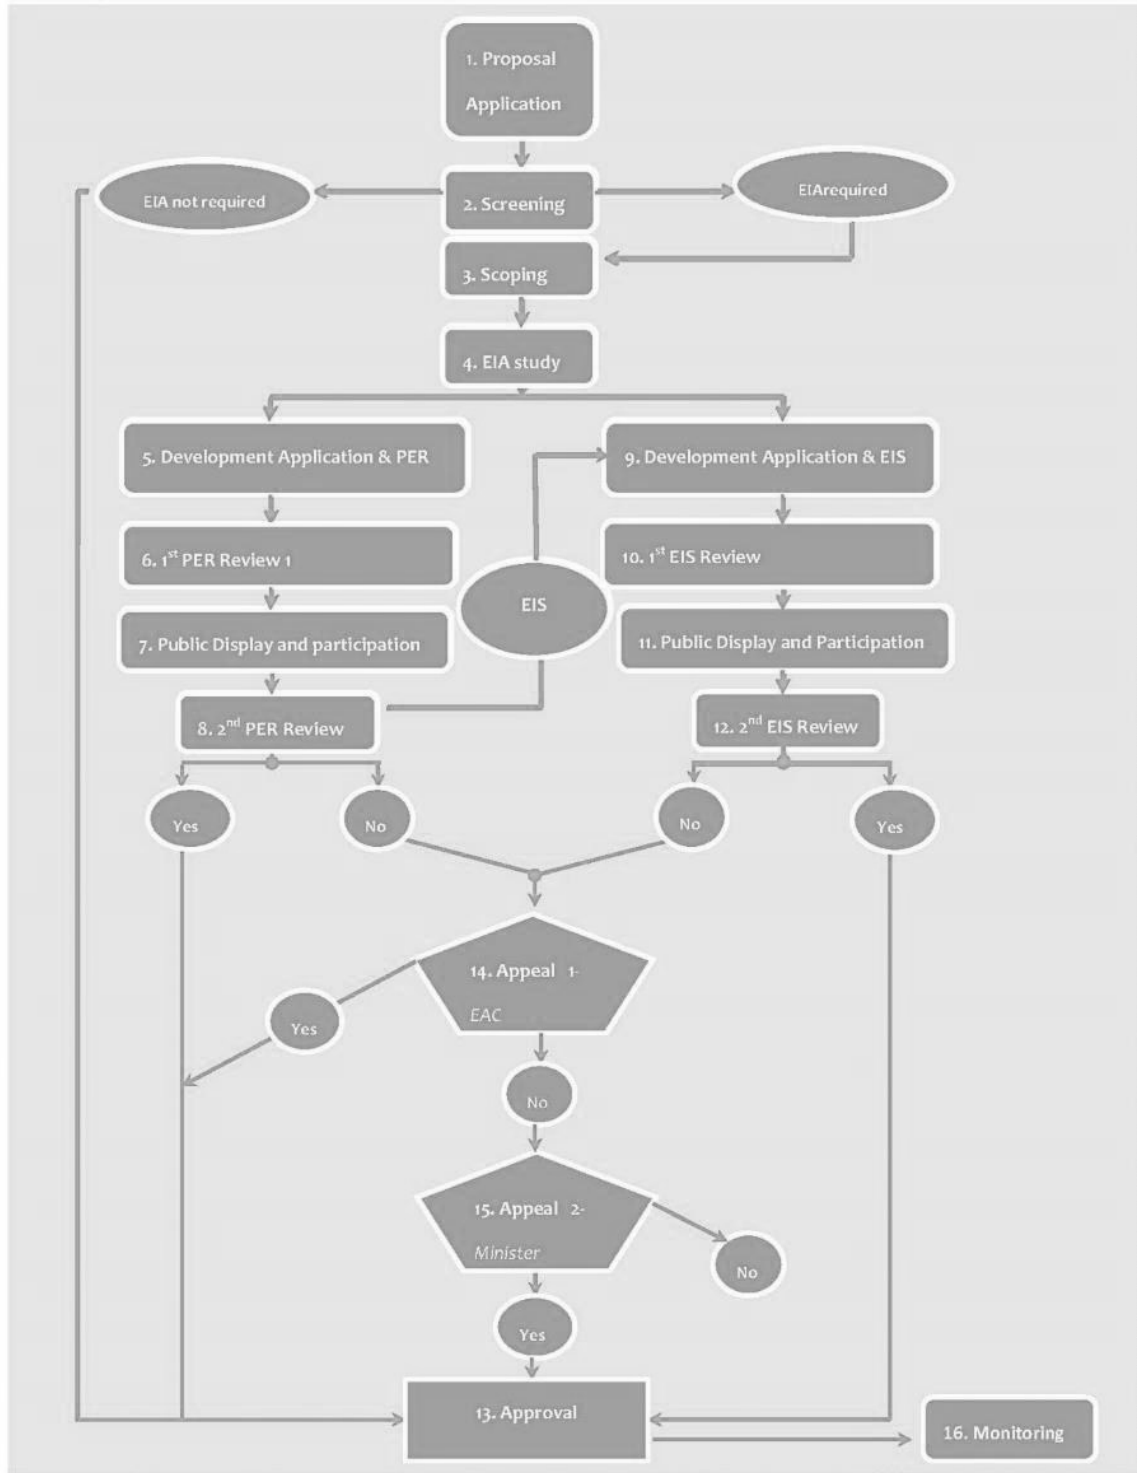 1. Proposal
Application
EIA not required
2. Screening
EIArequired
3. Scoping
4. EIA study
5. Development Application & PER
9. Development Application & EIS
6. 1st PER Review 1
10. 1st EIS Review
EIS
7. Public Display and participation
11. Public Display and Participation
8. 2nd PER Review
12. 2nd EIS Review
Yes
No
No
Yes
14. Appeal 1-
EAC
Yes
No
15. Appeal 2-
Minister
No
Yes
13. Approval
16. Monitoring